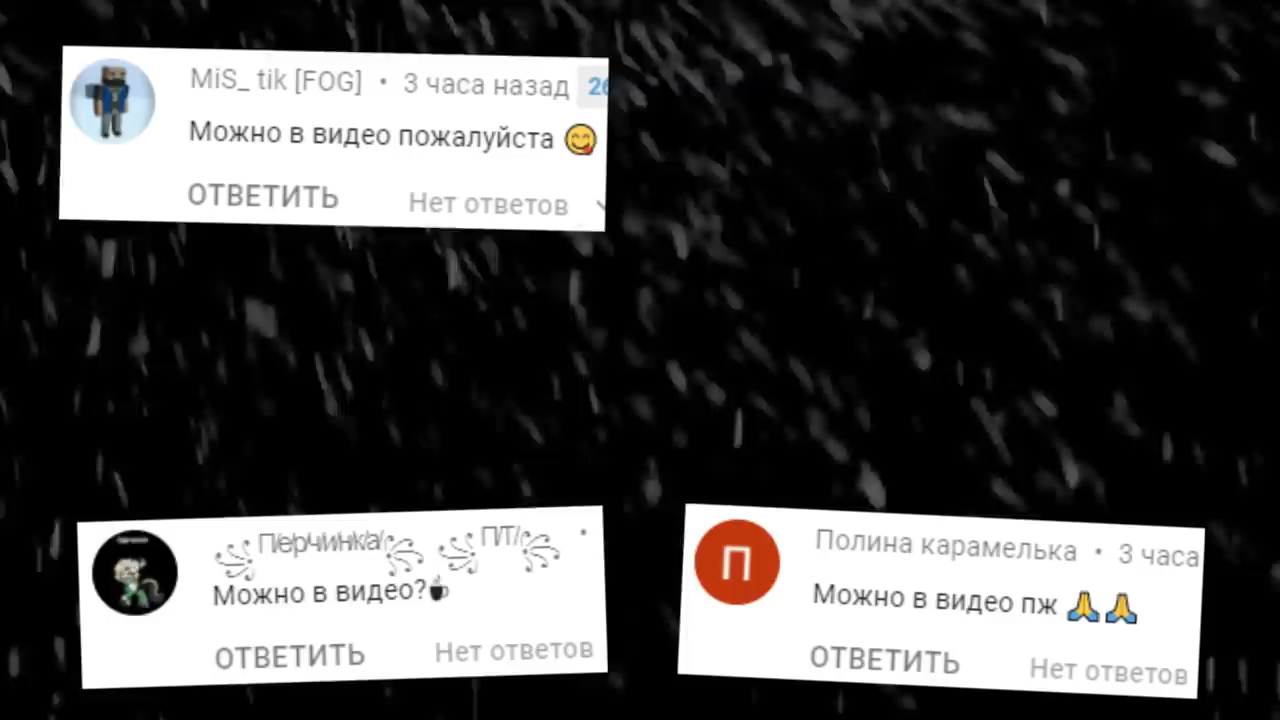 MiS_ tik [FOG] • 3 часа назад 26
Можно в видео пожалуйста 😋
ОТВЕТИТЬ Нет ответов
Перчинка П/Т/ •
Можно в видео?☕
ОТВЕТИТЬ Нет ответов
П
Полина карамелька • 3 часа
Можно в видео пж 🙏🙏
ОТВЕТИТЬ Нет ответов